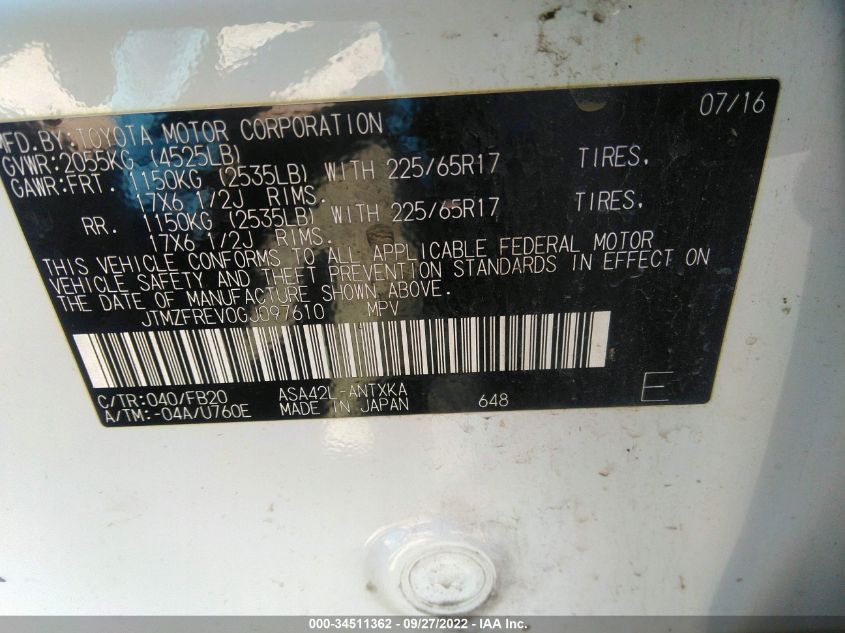 07/16
MFD.BY:TOYOTA MOTOR CORPORATION
GVWR:2055KG (4525LB)
GAWR:FRT. 1150KG (2535LB) WITH 225/65R17 TIRES.
17X6 1/2J RIMS.
RR. 1150KG (2535LB) WITH 225/65R17 TIRES.
17X6 1/2J RIMS.
THIS VEHICLE CONFORMS TO ALL APPLICABLE FEDERAL MOTOR
VEHICLE SAFETY AND THEFT PREVENTION STANDARDS IN EFFECT ON
THE DATE OF MANUFACTURE SHOWN ABOVE.
JTMZFREV0GJ097610 MPV
C/TR:040/FB20 ASA42L-ANTXKA
A/TM:-04A/U760E MADE IN JAPAN 648 E
000-34511362 - 09/27/2022 - IAA Inc.